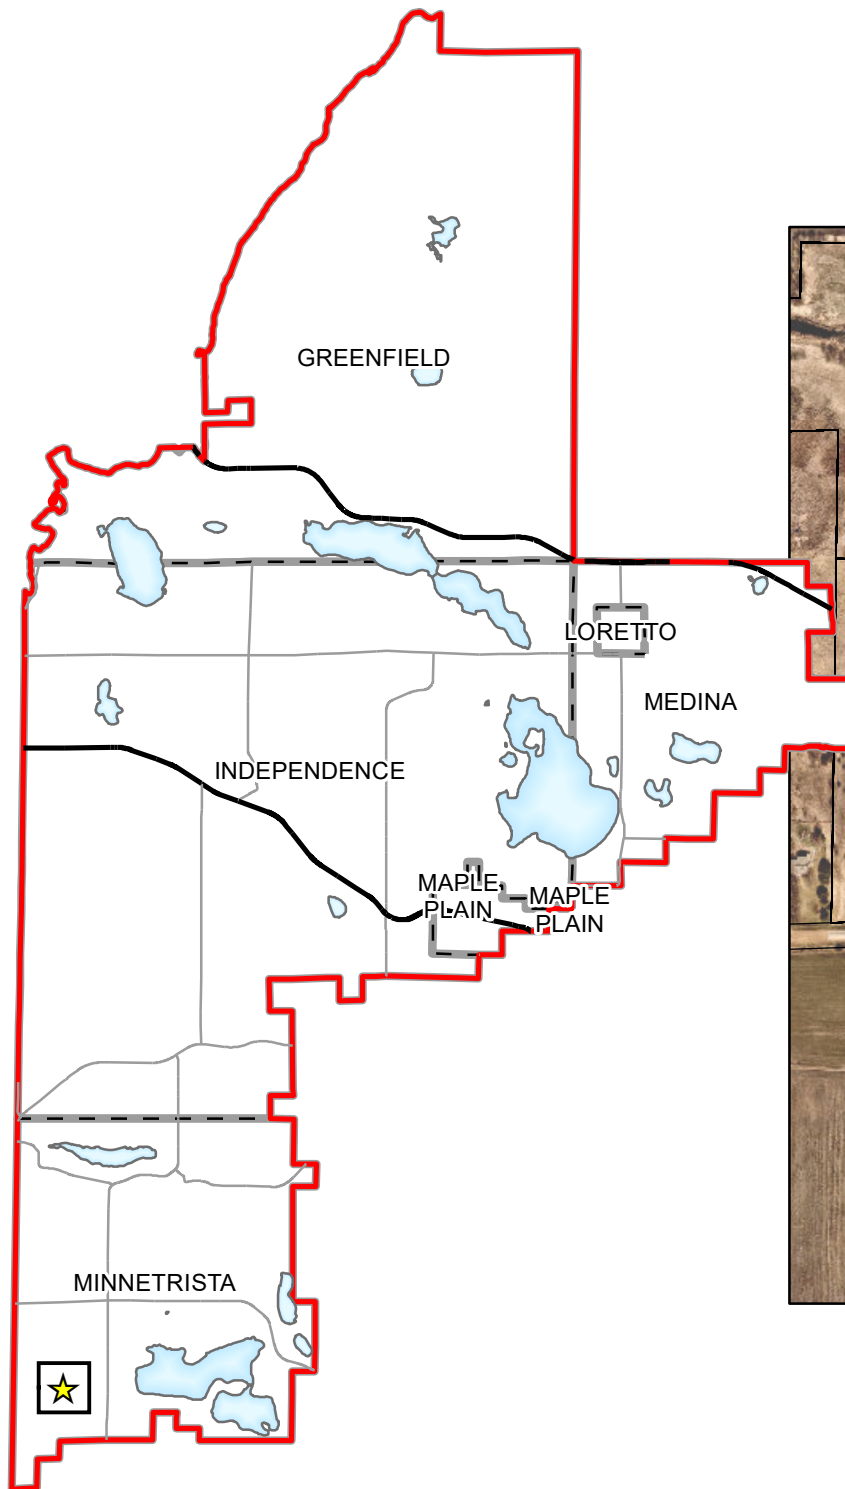 GREENFIELD
LORETTO
MEDINA
INDEPENDENCE
MAPLE
PLAIN
MAPLE
PLAIN
MINNETRISTA